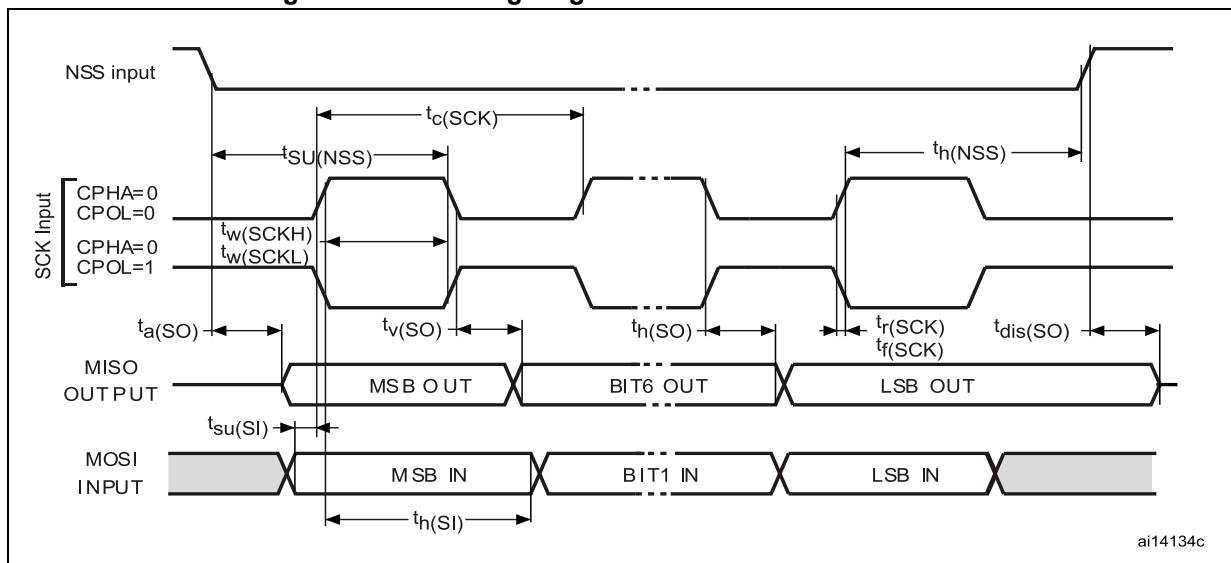 NSS input
tc(SCK)
tSU(NSS)
th(NSS)
SCK Input
CPHA=0
CPOL=0
CPHA=0
CPOL=1
tw(SCKH)
tw(SCKL)
ta(SO)
tv(SO)
th(SO)
tr(SCK)
tf(SCK)
tdis(SO)
MISO
OUTPUT
MSB OUT
BIT6 OUT
LSB OUT
tsu(SI)
MOSI
INPUT
MSB IN
BIT1 IN
LSB IN
th(SI)
ai14134c